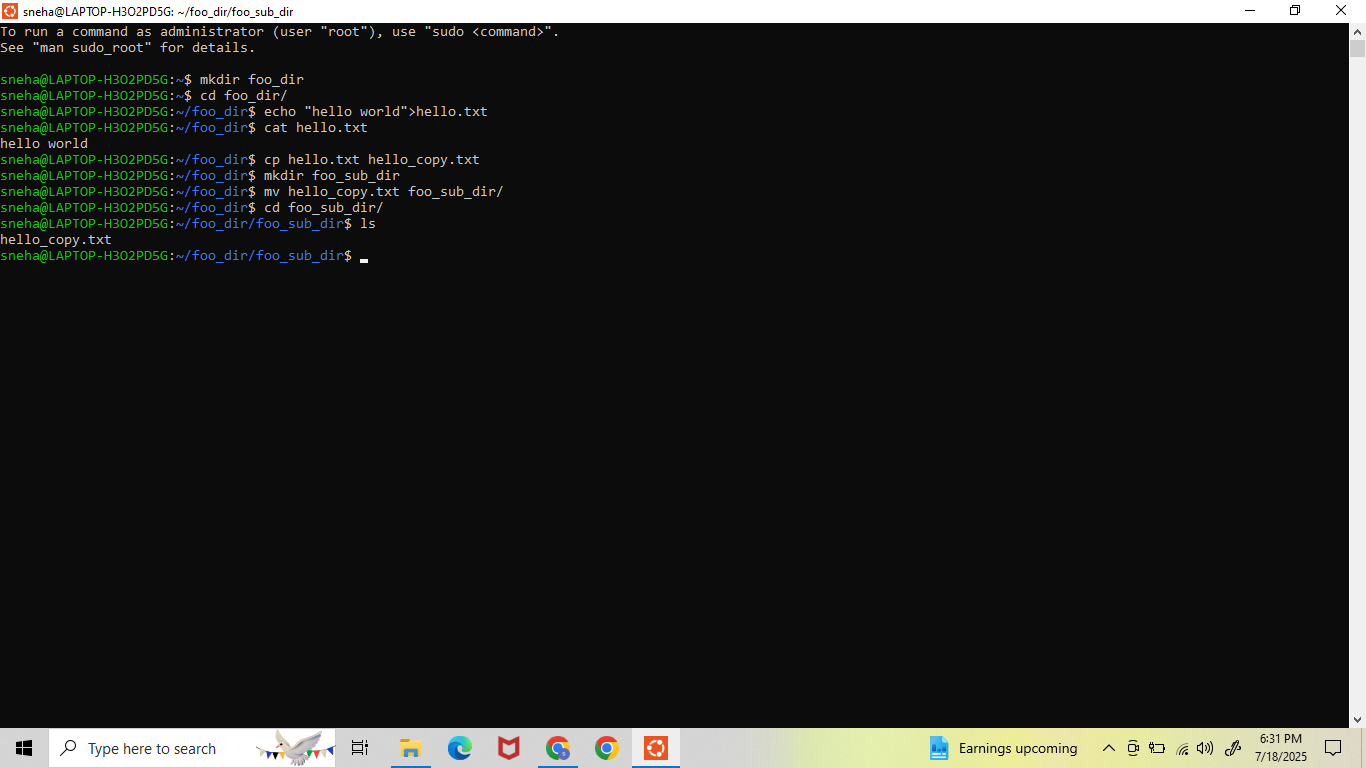 sneha@LAPTOP-H3O2PD5G: ~/foo_dir/foo_sub_dir
To run a command as administrator (user "root"), use "sudo <command>".
See "man sudo_root" for details.
sneha@LAPTOP-H3O2PD5G:~$ mkdir foo_dir
sneha@LAPTOP-H3O2PD5G:~$ cd foo_dir/
sneha@LAPTOP-H3O2PD5G:~/foo_dir$ echo "hello world">hello.txt
sneha@LAPTOP-H3O2PD5G:~/foo_dir$ cat hello.txt
hello world
sneha@LAPTOP-H3O2PD5G:~/foo_dir$ cp hello.txt hello_copy.txt
sneha@LAPTOP-H3O2PD5G:~/foo_dir$ mkdir foo_sub_dir
sneha@LAPTOP-H3O2PD5G:~/foo_dir$ mv hello_copy.txt foo_sub_dir/
sneha@LAPTOP-H3O2PD5G:~/foo_dir$ cd foo_sub_dir/
sneha@LAPTOP-H3O2PD5G:~/foo_dir/foo_sub_dir$ ls
hello_copy.txt
sneha@LAPTOP-H3O2PD5G:~/foo_dir/foo_sub_dir$
Type here to search
Earnings upcoming
6:31 PM
7/18/2025